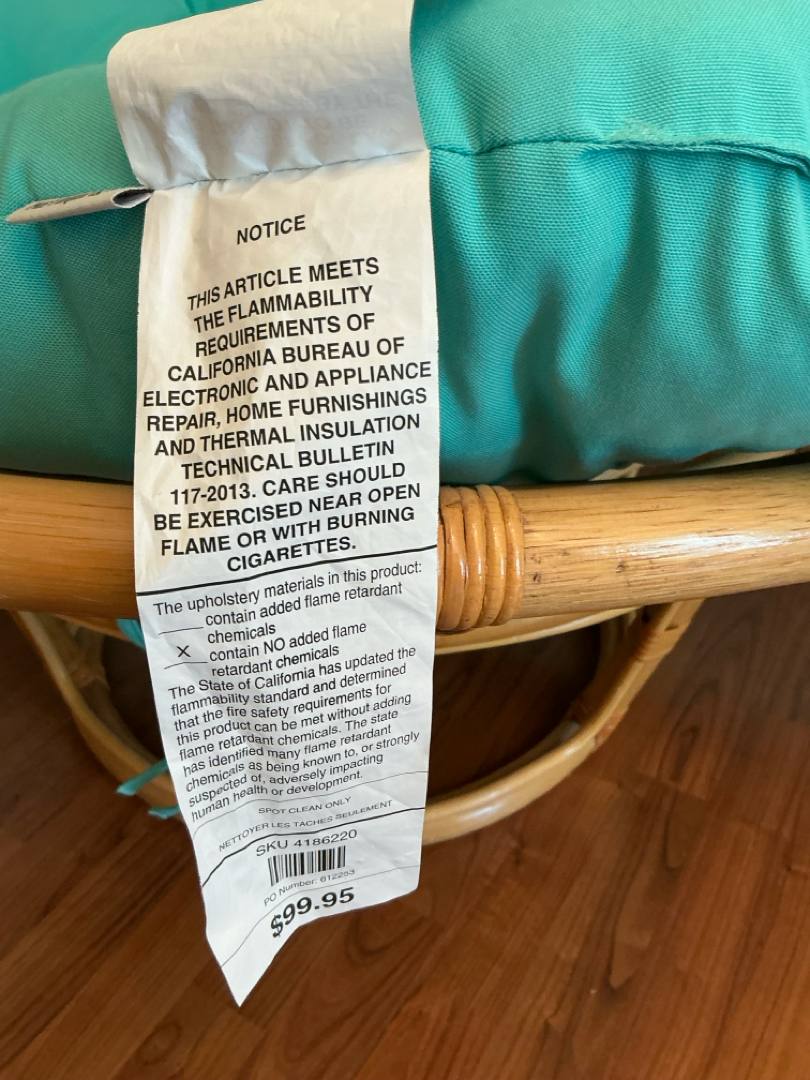 NOTICE
THIS ARTICLE MEETS
THE FLAMMABILITY
REQUIREMENTS OF
CALIFORNIA BUREAU OF
ELECTRONIC AND APPLIANCE
REPAIR, HOME FURNISHINGS
AND THERMAL INSULATION
TECHNICAL BULLETIN
117-2013. CARE SHOULD
BE EXERCISED NEAR OPEN
FLAME OR WITH BURNING
CIGARETTES.
The upholstery materials in this product:
_____ contain added flame retardant
chemicals
X contain NO added flame
retardant chemicals
The State of California has updated the
flammability standard and determined
that the fire safety requirements for
this product can be met without adding
flame retardant chemicals. The state
has identified many flame retardant
chemicals as being known to, or strongly
suspected of, adversely impacting
human health or development.
SPOT CLEAN ONLY
NETTOYER LES TACHES SEULEMENT
SKU 4186220
PO Number: 612253
$99.95